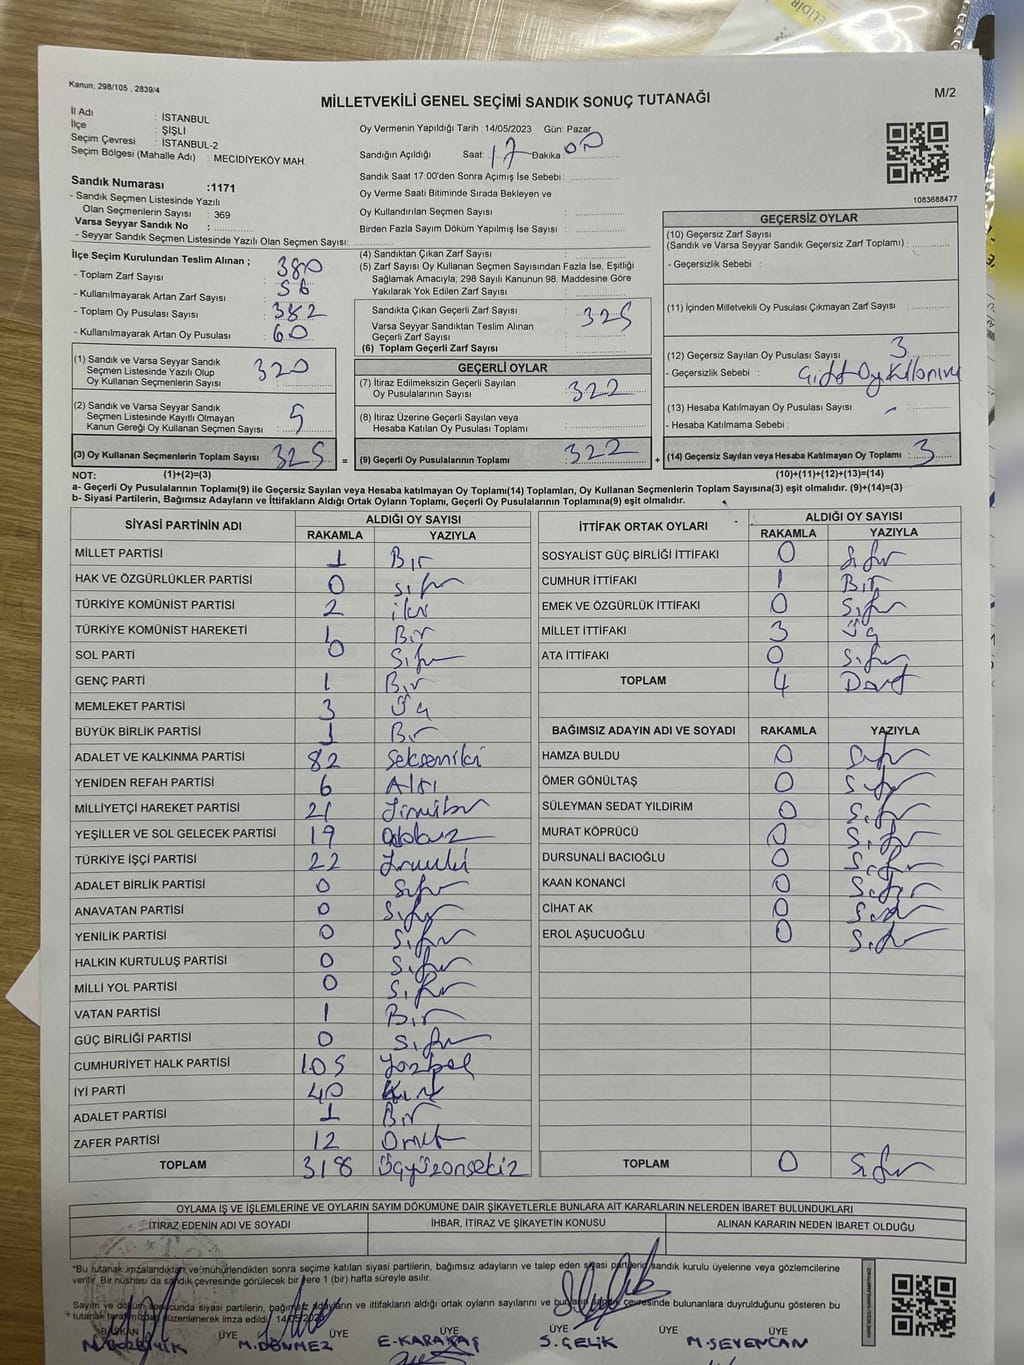 ELİDİR
Kanun; 298/105 , 2839/4
M/2
MİLLETVEKİLİ GENEL SEÇİMİ SANDIK SONUÇ TUTANAĞI
İl Adı : İSTANBUL
İlçe : ŞİŞLİ
Seçim Çevresi : İSTANBUL-2
Seçim Bölgesi (Mahalle Adı) : MECİDİYEKÖY MAH.
Oy Vermenin Yapıldığı Tarih : 14/05/2023 Gün: Pazar
Sandığın Açıldığı Saat: 17 Dakika: 00
Sandık Saat 17:00'den Sonra Açımış İse Sebebi :
Oy Verme Saati Bitiminde Sırada Bekleyen ve
Oy Kullandırılan Seçmen Sayısı :
Birden Fazla Sayım Döküm Yapılmış İse Sayısı :
Sandık Numarası :1171
- Sandık Seçmen Listesinde Yazılı
Olan Seçmenlerin Sayısı : 369
Varsa Seyyar Sandık No :
- Seyyar Sandık Seçmen Listesinde Yazılı Olan Seçmen Sayısı:
1083688477
İlçe Seçim Kurulundan Teslim Alınan ;
- Toplam Zarf Sayısı : 380
- Kullanılmayarak Artan Zarf Sayısı : 56
- Toplam Oy Pusulası Sayısı : 382
- Kullanılmayarak Artan Oy Pusulası : 60
(1) Sandık ve Varsa Seyyar Sandık
Seçmen Listesinde Yazılı Olup
Oy Kullanan Seçmenlerin Sayısı : 320
(2) Sandık ve Varsa Seyyar Sandık
Seçmen Listesinde Kayıtlı Olmayan
Kanun Gereği Oy Kullanan Seçmen Sayısı : 5
(3) Oy Kullanan Seçmenlerin Toplam Sayısı : 325 =
(4) Sandıktan Çıkan Zarf Sayısı :
(5) Zarf Sayısı Oy Kullanan Seçmen Sayısından Fazla İse, Eşitliği
Sağlamak Amacıyla; 298 Sayılı Kanunun 98. Maddesine Göre
Yakılarak Yok Edilen Zarf Sayısı :
Sandıkta Çıkan Geçerli Zarf Sayısı : 325
Varsa Seyyar Sandıktan Teslim Alınan
Geçerli Zarf Sayısı :
(6) Toplam Geçerli Zarf Sayısı :
GEÇERLİ OYLAR
(7) İtiraz Edilmeksizin Geçerli Sayılan
Oy Pusulalarının Sayısı : 322
(8) İtiraz Üzerine Geçerli Sayılan veya
Hesaba Katılan Oy Pusulası Toplamı :
(9) Geçerli Oy Pusulalarının Toplamı : 322 +
GEÇERSİZ OYLAR
(10) Geçersiz Zarf Sayısı
(Sandık ve Varsa Seyyar Sandık Geçersiz Zarf Toplamı) :
- Geçersizlik Sebebi :
(11) İçinden Milletvekili Oy Pusulası Çıkmayan Zarf Sayısı :
(12) Geçersiz Sayılan Oy Pusulası Sayısı : 3
- Geçersizlik Sebebi : Çift Oy
(13) Hesaba Katılmayan Oy Pusulası Sayısı : -
- Hesaba Katılmama Sebebi :
(14) Geçersiz Sayılan veya Hesaba Katılmayan Oy Toplamı : 3
NOT: (1)+(2)=(3) (10)+(11)+(12)+(13)=(14)
a- Geçerli Oy Pusulalarının Toplamı(9) ile Geçersiz Sayılan veya Hesaba Katılmayan Oy Toplamı(14) Toplamları, Oy Kullanan Seçmenlerin Toplam Sayısına(3) eşit olmalıdır. (9)+(14)=(3)
b- Siyasi Partilerin, Bağımsız Adayların ve İttifakların Aldığı Ortak Oyların Toplamı, Geçerli Oy Pusulalarının Toplamına(9) eşit olmalıdır.
SİYASİ PARTİNİN ADI ALDIĞI OY SAYISI
RAKAMLA YAZIYLA
MİLLET PARTİSİ 1 Bir
HAK VE ÖZGÜRLÜKLER PARTİSİ 0 Sıfır
TÜRKİYE KOMÜNİST PARTİSİ 2 iki
TÜRKİYE KOMÜNİST HAREKETİ 1 Bir
SOL PARTİ 0 Sıfır
GENÇ PARTİ 1 Bir
MEMLEKET PARTİSİ 3 Üç
BÜYÜK BİRLİK PARTİSİ 1 Bir
ADALET VE KALKINMA PARTİSİ 82 Sekseniki
YENİDEN REFAH PARTİSİ 6 Altı
MİLLİYETÇİ HAREKET PARTİSİ 21 Yirmibir
YEŞİLLER VE SOL GELECEK PARTİSİ 19
TÜRKİYE İŞÇİ PARTİSİ 22 Yirmiiki
ADALET BİRLİK PARTİSİ 0 Sıfır
ANAVATAN PARTİSİ 0 Sıfır
YENİLİK PARTİSİ 0 Sıfır
HALKIN KURTULUŞ PARTİSİ 0 Sıfır
MİLLİ YOL PARTİSİ 0 Sıfır
VATAN PARTİSİ 1 Bir
GÜÇ BİRLİĞİ PARTİSİ 0 Sıfır
CUMHURİYET HALK PARTİSİ 105 Yüzbeş
İYİ PARTİ 40 Kırk
ADALET PARTİSİ 1 Bir
ZAFER PARTİSİ 12 Oniki
TOPLAM 318 Üçyüzonsekiz
İTTİFAK ORTAK OYLARI ALDIĞI OY SAYISI
RAKAMLA YAZIYLA
SOSYALİST GÜÇ BİRLİĞİ İTTİFAKI 0 Sıfır
CUMHUR İTTİFAKI 1 Bir
EMEK VE ÖZGÜRLÜK İTTİFAKI 0 Sıfır
MİLLET İTTİFAKI 3 Üç
ATA İTTİFAKI 0 Sıfır
TOPLAM 4 Dört
BAĞIMSIZ ADAYIN ADI VE SOYADI RAKAMLA YAZIYLA
HAMZA BULDU 0 Sıfır
ÖMER GÖNÜLTAŞ 0 Sıfır
SÜLEYMAN SEDAT YILDIRIM 0 Sıfır
MURAT KÖPRÜCÜ 0 Sıfır
DURSUNALİ BACIOĞLU 0 Sıfır
KAAN KONANCİ 0 Sıfır
CİHAT AK 0 Sıfır
EROL AŞUCUOĞLU 0 Sıfır
TOPLAM 0 Sıfır
OYLAMA İŞ VE İŞLEMLERİNE VE OYLARIN SAYIM DÖKÜMÜNE DAİR ŞİKAYETLERLE BUNLARA AİT KARARLARIN NELERDEN İBARET BULUNDUKLARI
İTİRAZ EDENİN ADI VE SOYADI İHBAR, İTİRAZ VE ŞİKAYETİN KONUSU ALINAN KARARIN NEDEN İBARET OLDUĞU
*Bu tutanak imzalandıktan ve mühürlendikten sonra seçime katılan siyasi partilerin, bağımsız adayların ve talep eden siyasi partilerin sandık kurulu üyelerine veya gözlemcilerine
verilir. Bir nüshası da sandık çevresinde görülecek bir yere 1 (bir) hafta süreyle asılır.
Sayım ve döküm sonucunda siyasi partilerin, bağımsız adayların ve ittifakların aldığı ortak oyların sayılarını ve bunların sandık çevresinde bulunanlara duyrulduğunu gösteren bu
tutanak tarafımızdan düzenlenerek imza edildi. 14/05/2023
BAŞKAN ÜYE ÜYE ÜYE ÜYE ÜYE
M.DÖNMEZ E-KARATAŞ S.ÇELİK M.SEVENCAN